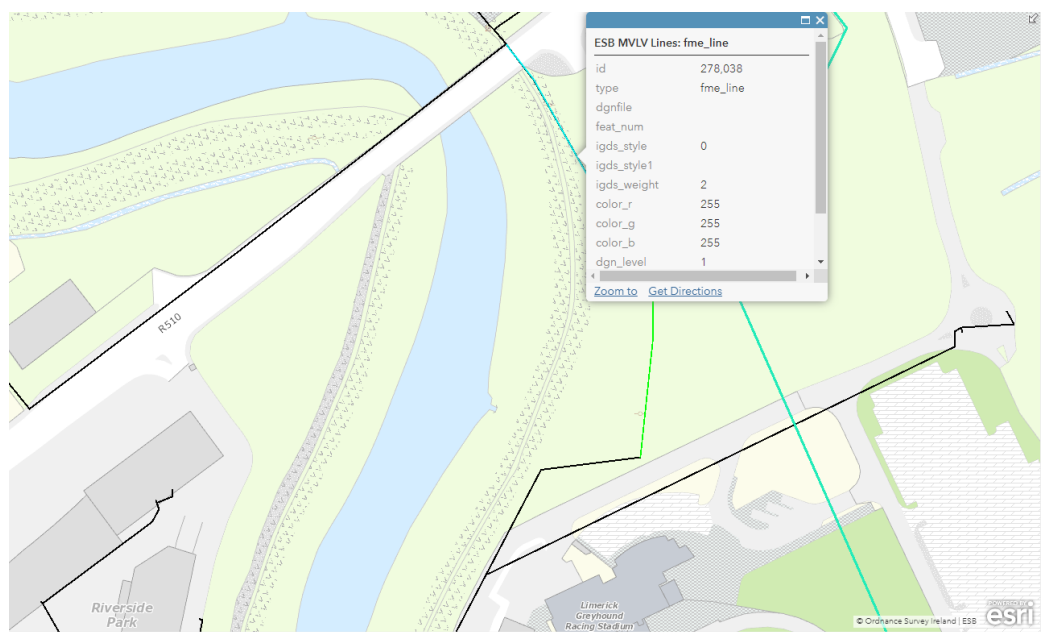 ESB MVLV Lines: fme_line
id 278,038
type fme_line
dgnfile
feat_num
igds_style 0
igds_style1
igds_weight 2
color_r 255
color_g 255
color_b 255
dgn_level 1
Zoom to Get Directions
R510
Riverside
Park
Limerick
Greyhound
Racing Stadium
© Ordnance Survey Ireland | ESB
POWERED BY
esri